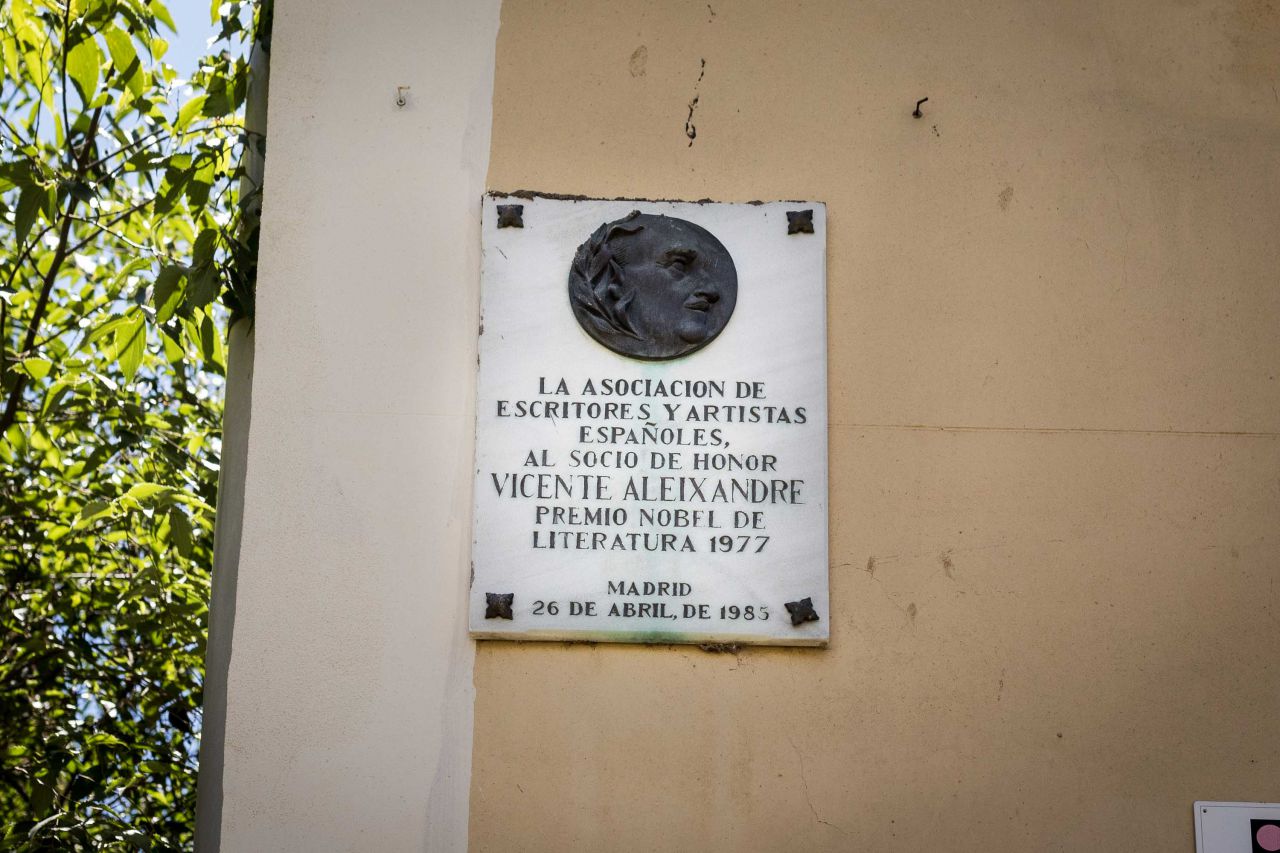 LA ASOCIACION DE
ESCRITORES Y ARTISTAS
ESPAÑOLES,
AL SOCIO DE HONOR
VICENTE ALEIXANDRE
PREMIO NOBEL DE
LITERATURA 1977
MADRID
26 DE ABRIL, DE 1985